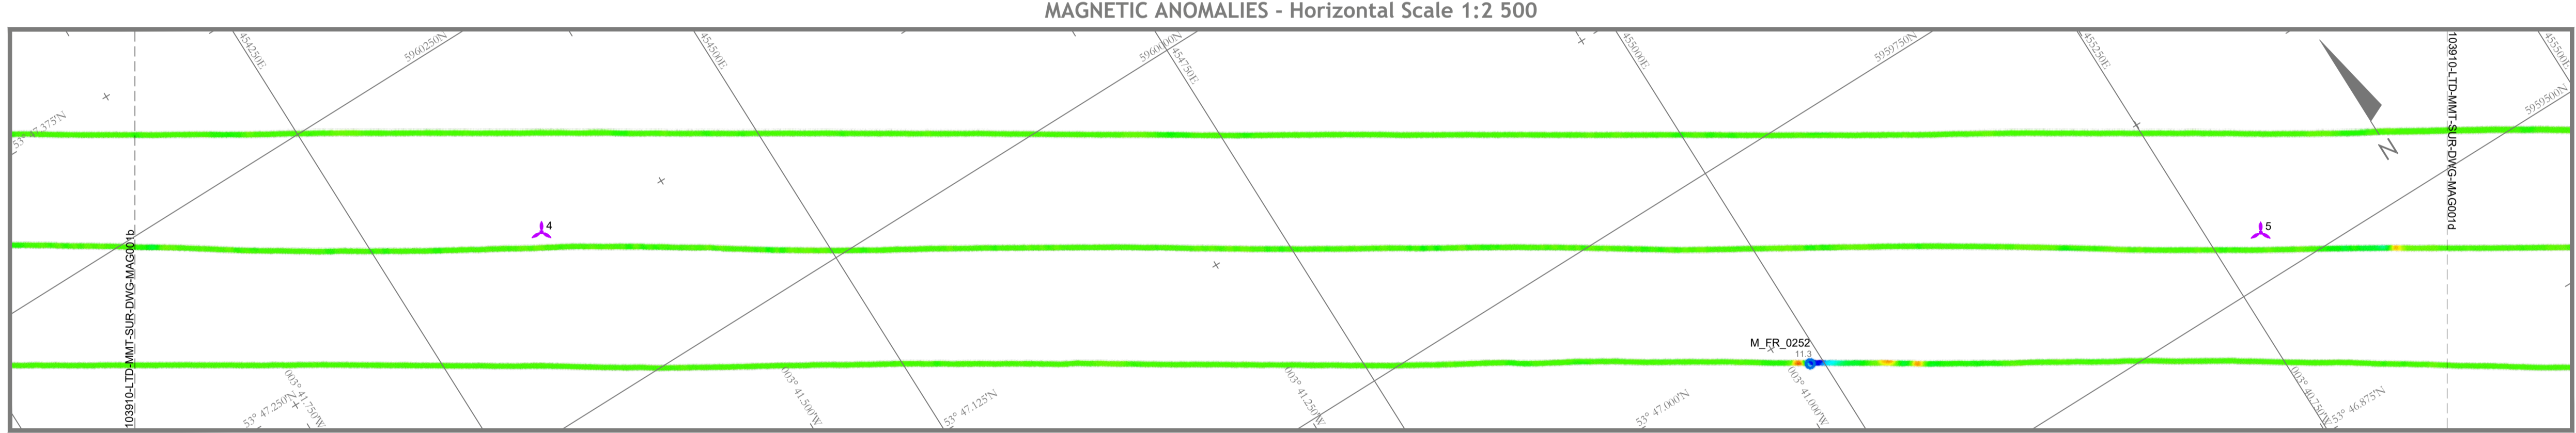 MAGNETIC ANOMALIES - Horizontal Scale 1:2 500
454250E
5960250N
454500E
5960000N
454750E
455000E
5959750N
455250E
455500E
5959500N
53° 47.375'N
103910-LTD-MMT-SUR-DWG-MAG001b
103910-LTD-MMT-SUR-DWG-MAG001d
N
4
5
M_FR_0252
11.3
53° 47.250'N
003° 41.750'W
003° 41.500'W
53° 47.125'N
003° 41.250'W
53° 47.000'N
003° 41.000'W
003° 40.750'W
53° 46.875'N